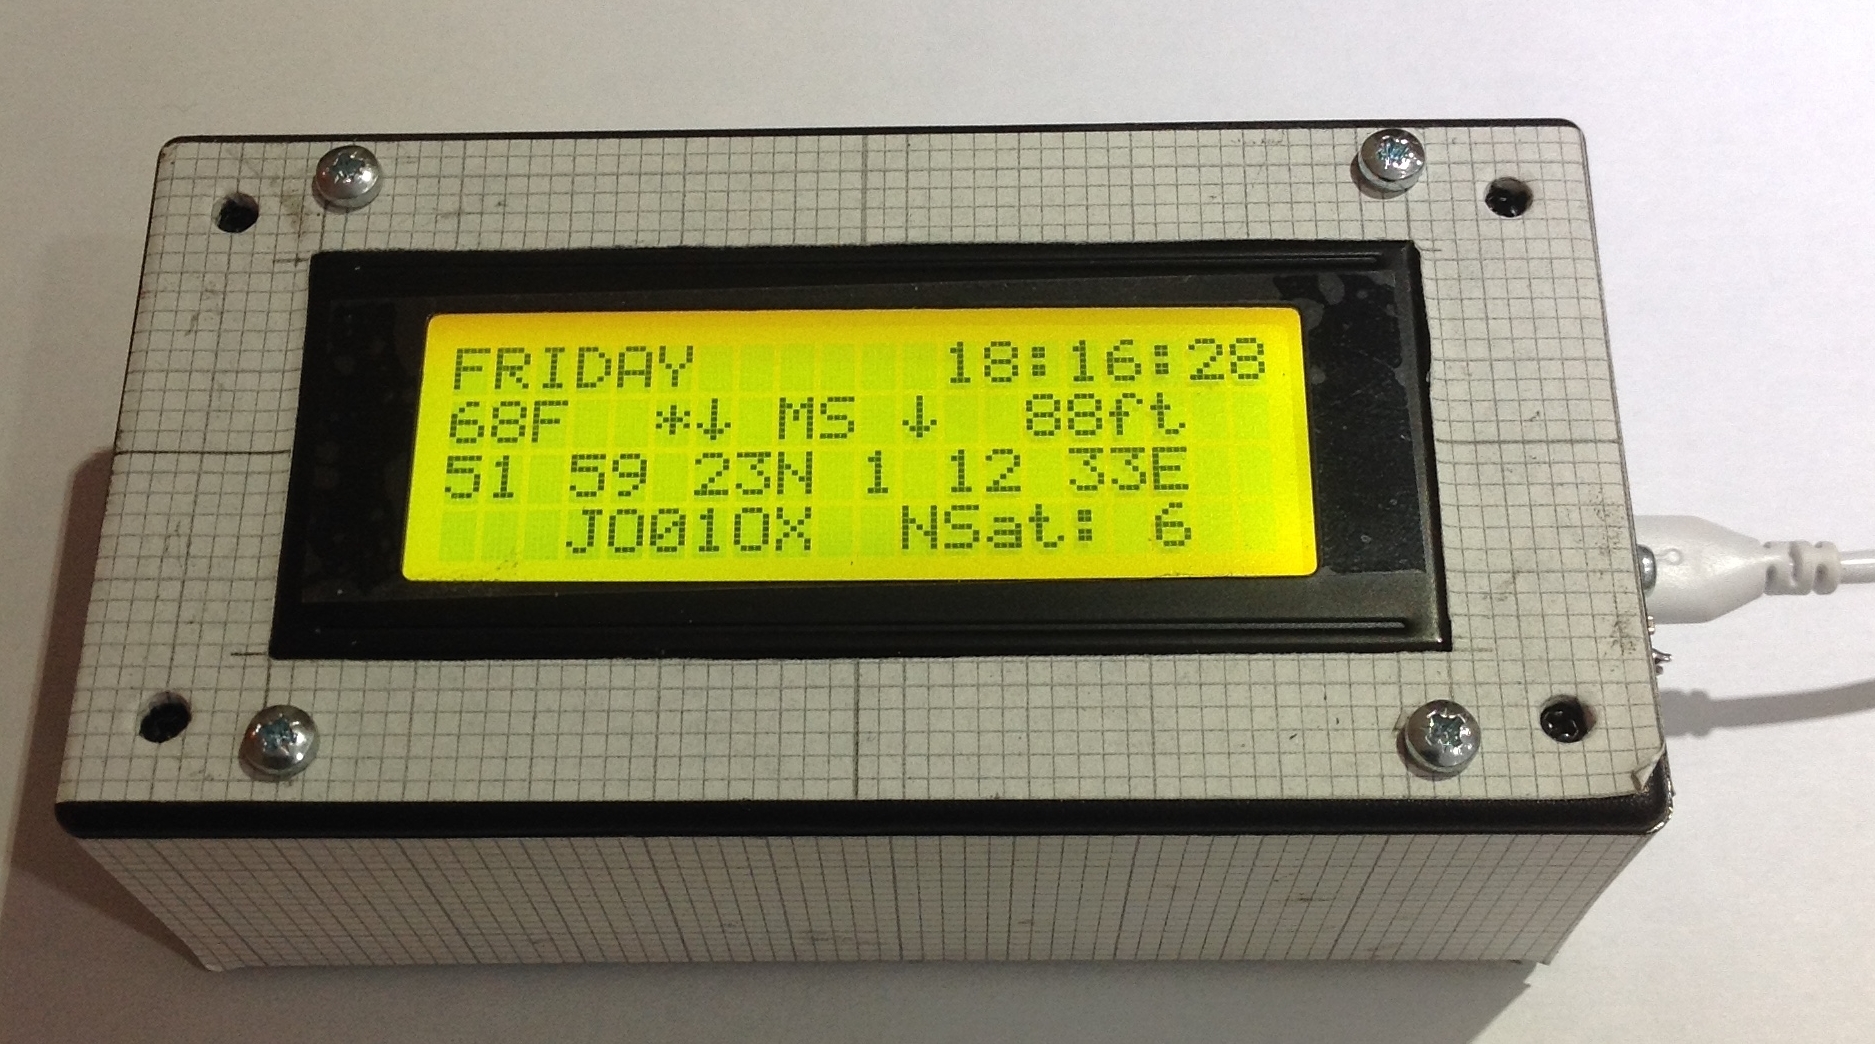 FRIDAY 18:16:28
68F *↓ MS ↓ 88ft
51 59 23N 1 12 33E
JO01OX NSat: 6